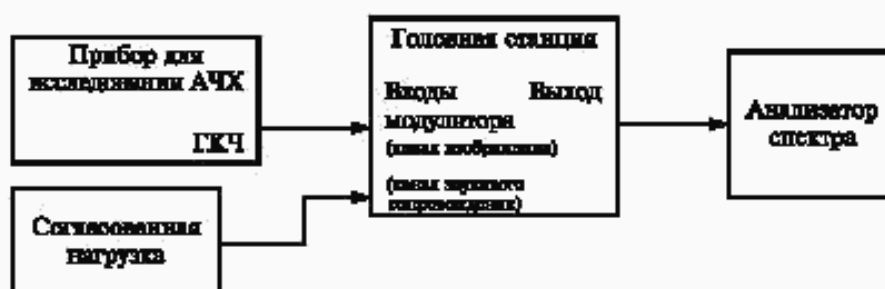 Прибор для
исследования АЧХ
ГКЧ
Согласованная
нагрузка
Головная станция
Входы Выход
модулятора
(канал изображения)
(канал звукового
сопровождения)
Анализатор
спектра